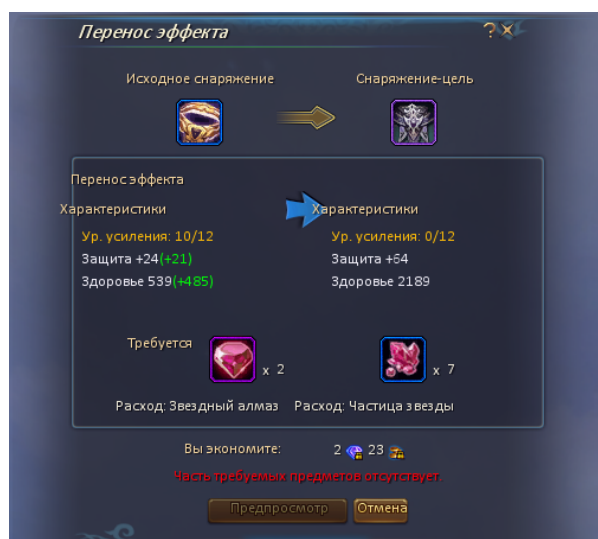 Перенос эффекта ?×
Исходное снаряжение Снаряжение-цель
Перенос эффекта
Характеристики Характеристики
Ур. усиления: 10/12 Ур. усиления: 0/12
Защита +24(+21) Защита +64
Здоровье 539(+485) Здоровье 2189
Требуется x 2 x 7
Расход: Звездный алмаз Расход: Частица звезды
Вы экономите: 2 23
Часть требуемых предметов отсутствует.
Предпросмотр Отмена